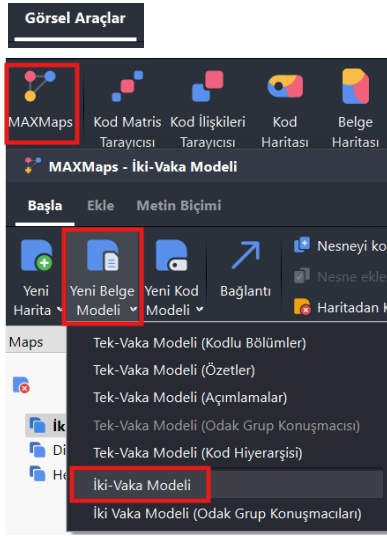 Görsel Araçlar
MAXMaps
Kod Matris
Tarayıcısı
Kod İlişkileri
Tarayıcısı
Kod
Haritası
Belge
Haritası
MAXMaps - İki-Vaka Modeli
Başla Ekle Metin Biçimi
Yeni
Harita
Yeni Belge
Modeli
Yeni Kod
Modeli
Bağlantı
Nesneyi ko
Nesne ekle
Haritadan K
Maps
İk
Di
He
Tek-Vaka Modeli (Kodlu Bölümler)
Tek-Vaka Modeli (Özetler)
Tek-Vaka Modeli (Açımlamalar)
Tek-Vaka Modeli (Odak Grup Konuşmacısı)
Tek-Vaka Modeli (Kod Hiyerarşisi)
İki-Vaka Modeli
İki Vaka Modeli (Odak Grup Konuşmacıları)